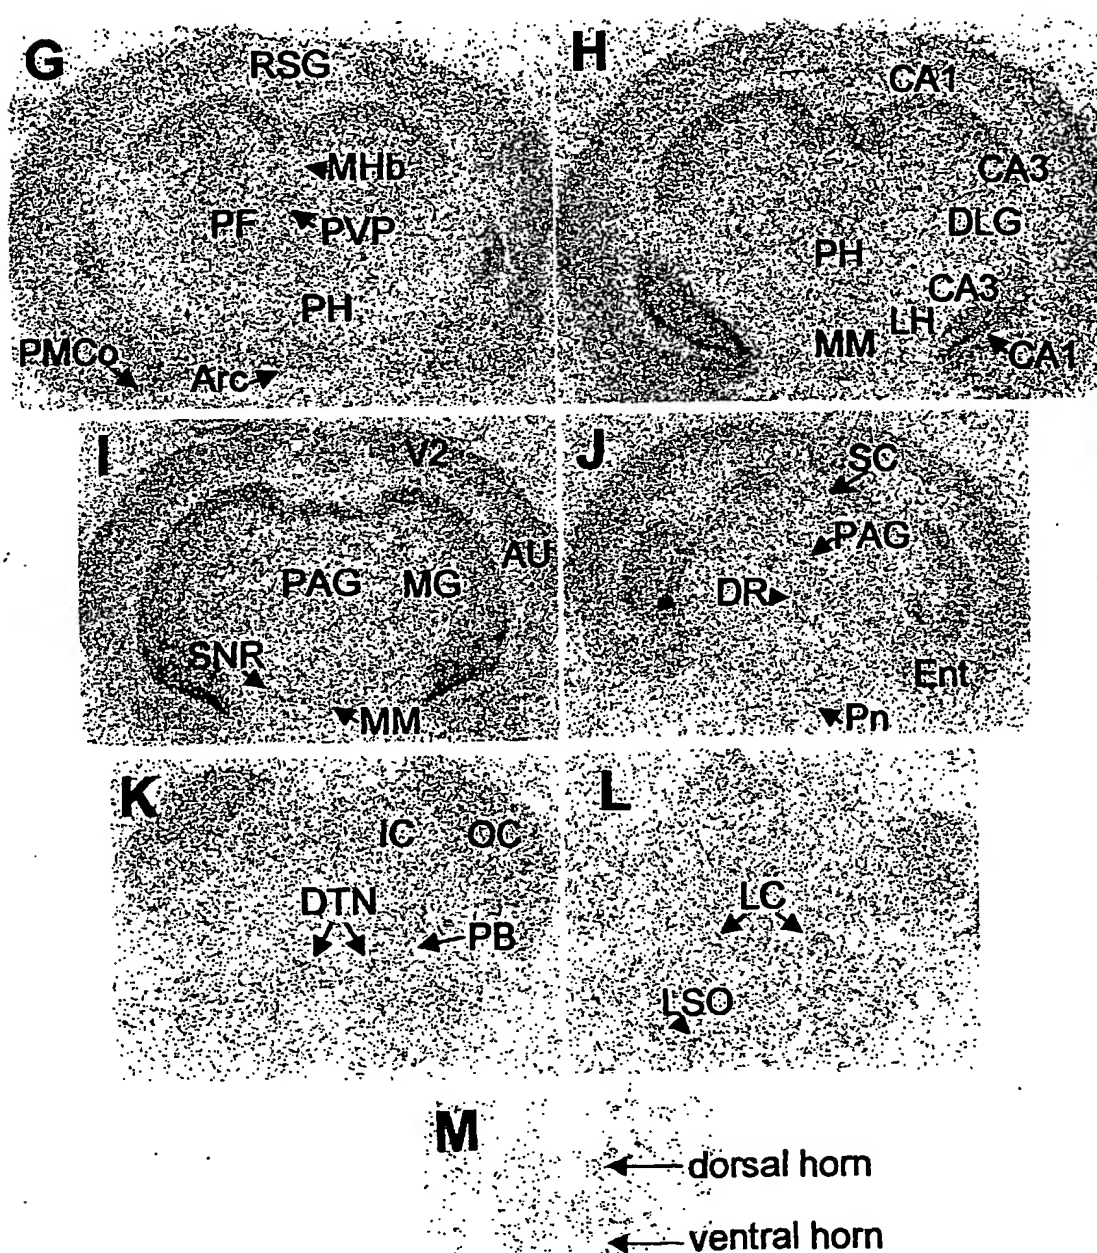 G
RSG
MHb
PF
PVP
PH
PMCo
Arc
H
CA1
CA3
DLG
PH
CA3
LH
MM
CA1
I
V2
AU
PAG
MG
SNR
MM
J
SC
PAG
DR
Ent
Pn
K
IC
OC
DTN
PB
L
LC
LSO
M
dorsal horn
ventral horn